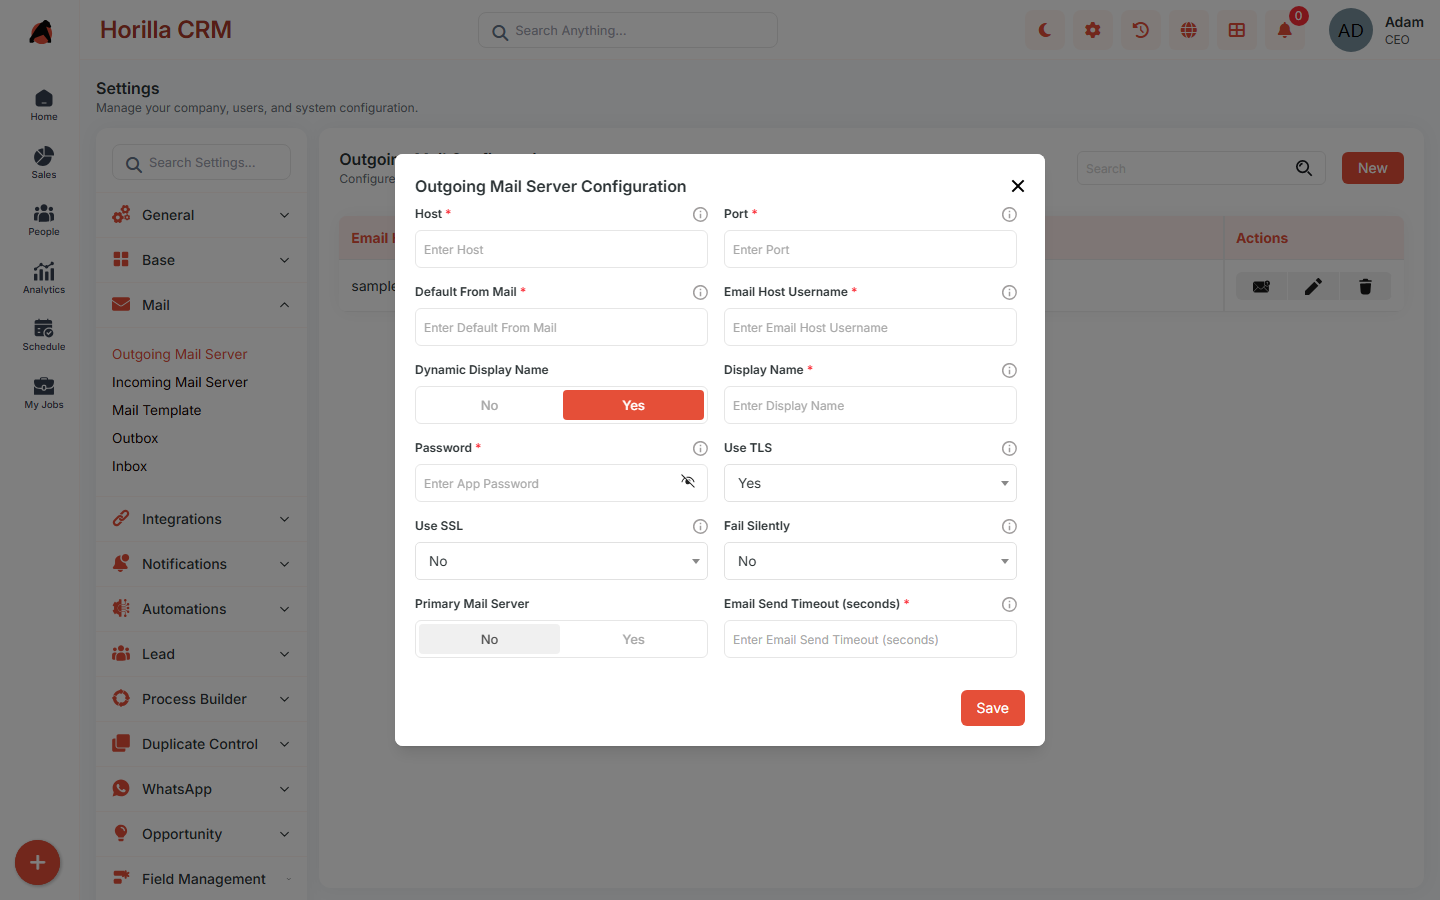 Horilla CRM
Search Anything...
0
AD
Adam
CEO
Home
Sales
People
Analytics
Schedule
My Jobs
Settings
Manage your company, users, and system configuration.
Search Settings...
General
Base
Mail
Outgoing Mail Server
Incoming Mail Server
Mail Template
Outbox
Inbox
Integrations
Notifications
Automations
Lead
Process Builder
Duplicate Control
WhatsApp
Opportunity
Field Management
Search
New
Actions
Outgoing Mail Server Configuration
Host *
Enter Host
Port *
Enter Port
Default From Mail *
Enter Default From Mail
Email Host Username *
Enter Email Host Username
Dynamic Display Name
No
Yes
Display Name *
Enter Display Name
Password *
Enter App Password
Use TLS
Yes
Use SSL
No
Fail Silently
No
Primary Mail Server
No
Yes
Email Send Timeout (seconds) *
Enter Email Send Timeout (seconds)
Save